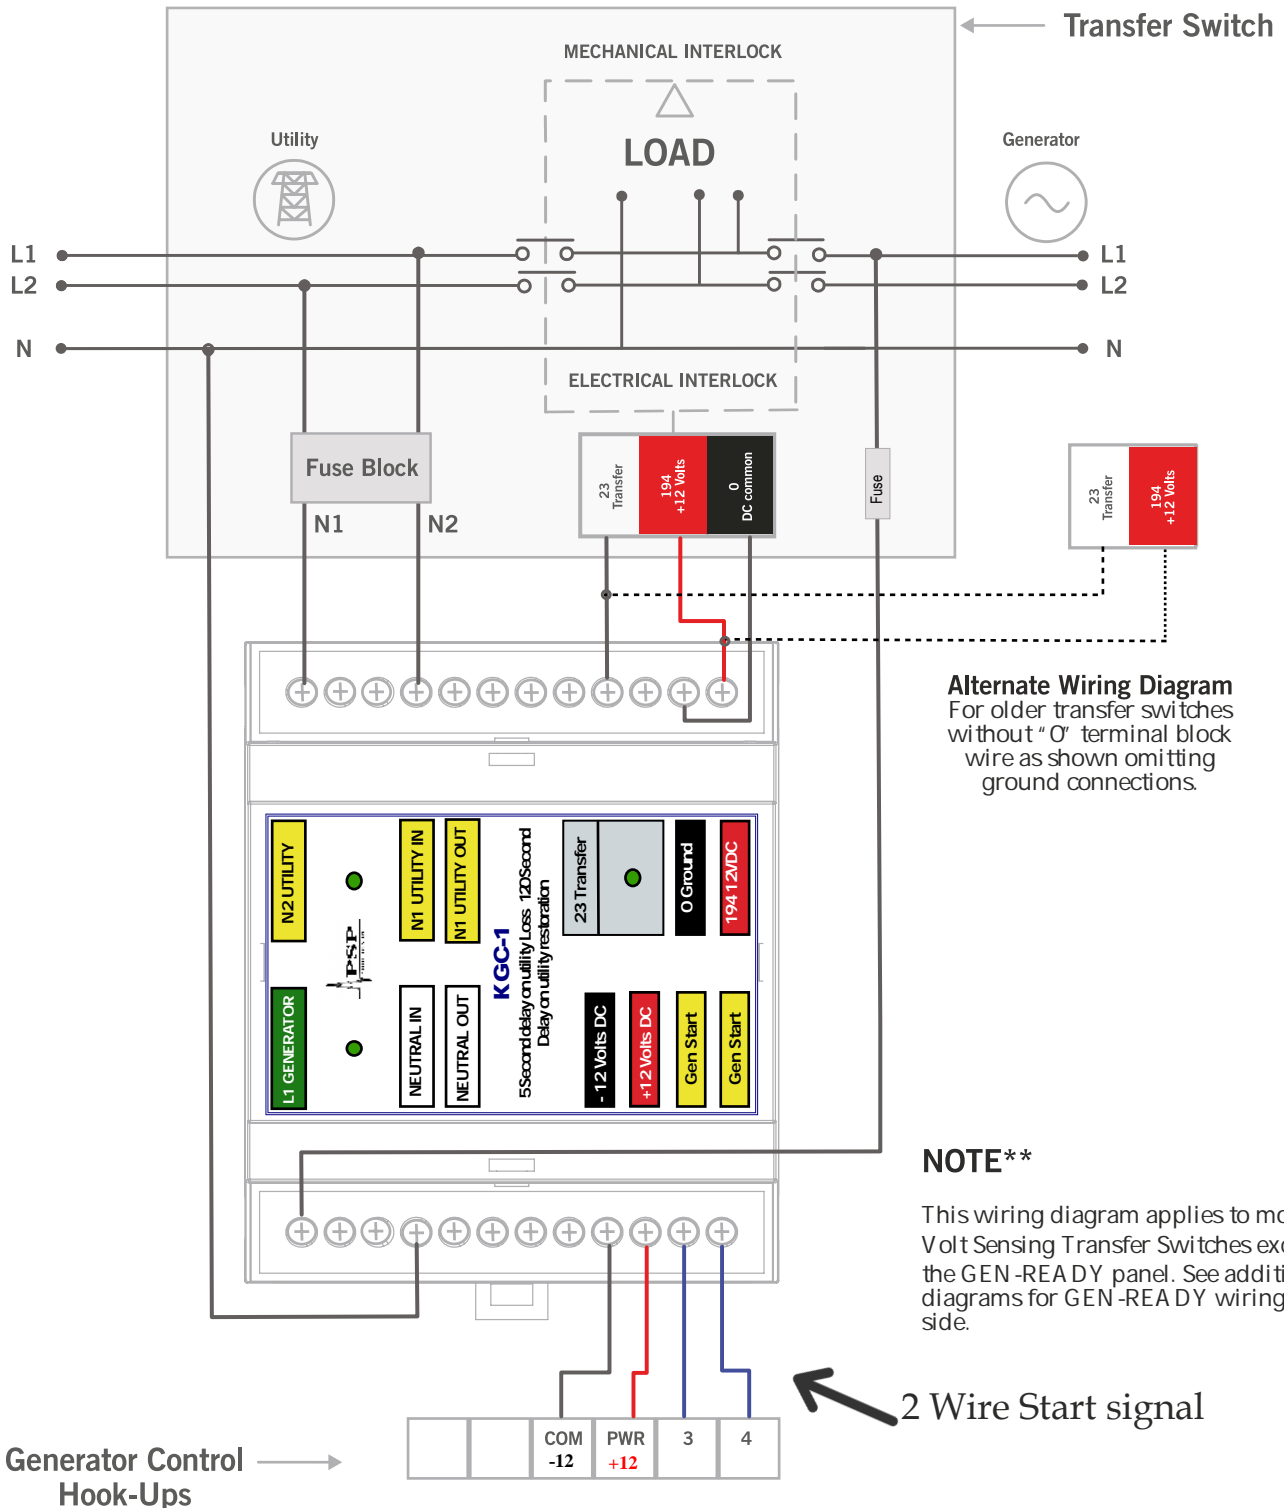 Transfer Switch
MECHANICAL INTERLOCK
Utility
LOAD
Generator
L1
L2
N
L1
L2
N
ELECTRICAL INTERLOCK
Fuse Block
N1
N2
23
Transfer
194
+12 Volts
0
DC common
Fuse
23
Transfer
194
+12 Volts
Alternate Wiring Diagram
For older transfer switches
without "0" terminal block
wire as shown omitting
ground connections.
N2 UTILITY
N1 UTILITY IN
N1 UTILITY OUT
23 Transfer
0 Ground
194 12VDC
PSP
KGC-1
5 Second delay on utility Loss 120 Second
Delay on utility restoration
L1 GENERATOR
NEUTRAL IN
NEUTRAL OUT
- 12 Volts DC
+12 Volts DC
Gen Start
Gen Start
NOTE**
This wiring diagram applies to mo
Volt Sensing Transfer Switches exc
the GEN-READY panel. See additi
diagrams for GEN-READY wiring
side.
2 Wire Start signal
COM
-12
PWR
+12
3
4
Generator Control
Hook-Ups